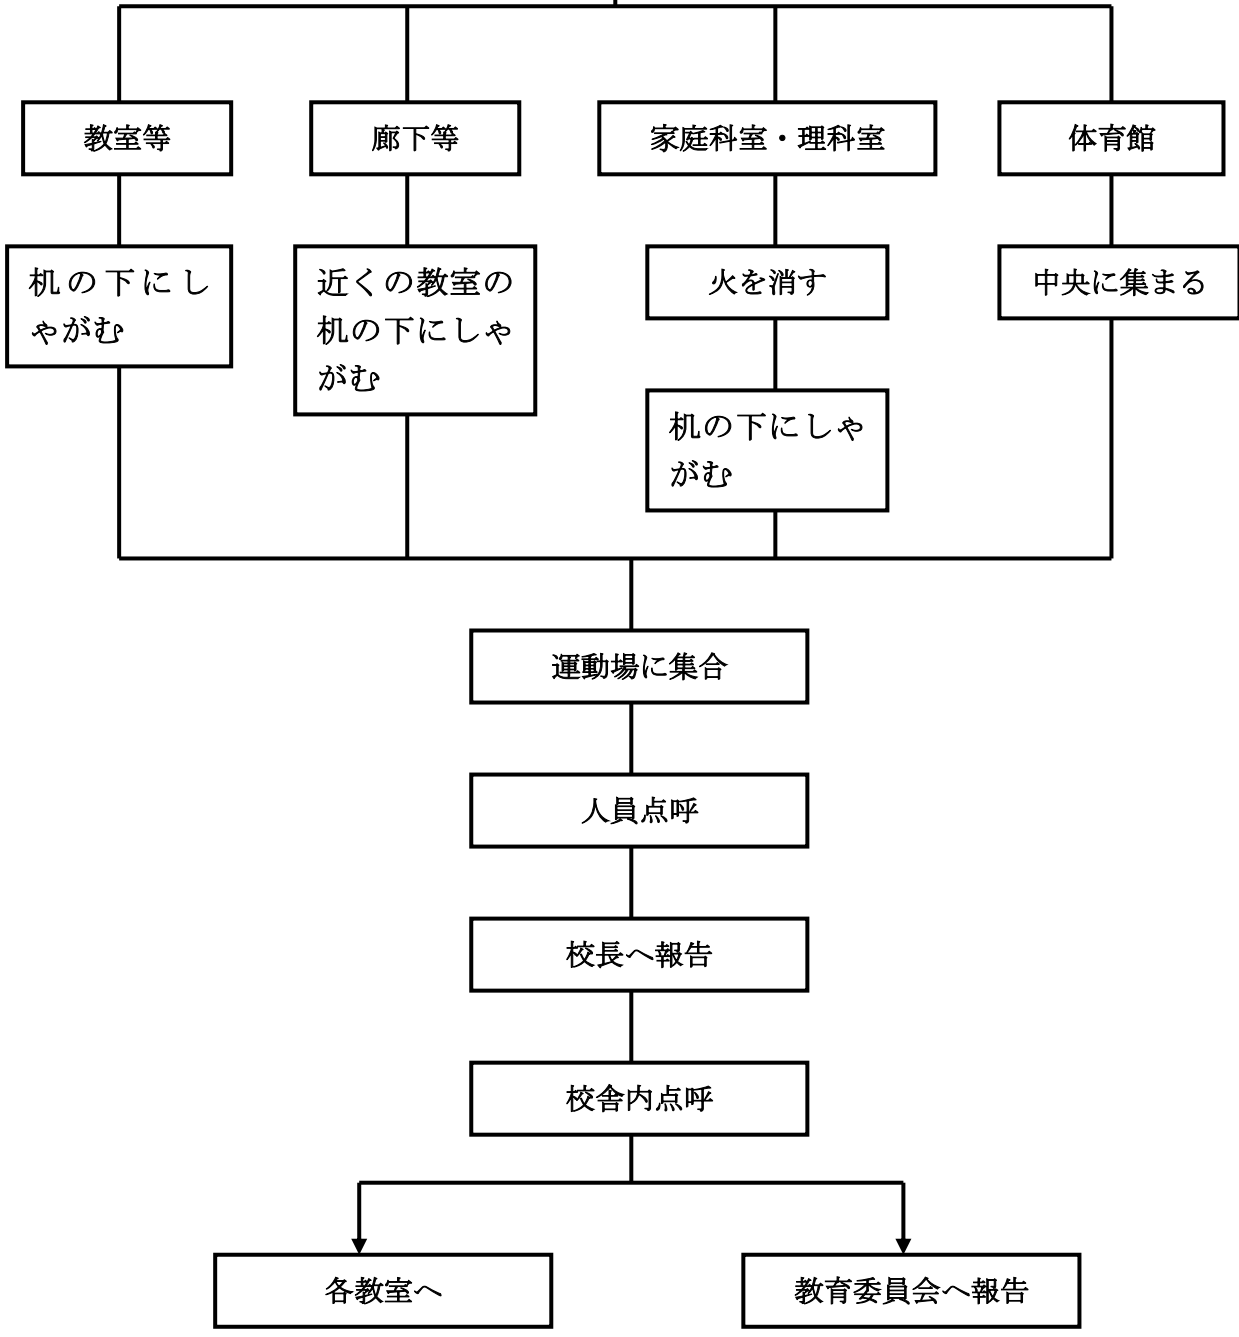 教室等
廊下等
家庭科室・理科室
体育館
机の下にし
ゃがむ
近くの教室の
机の下にしゃ
がむ
火を消す
中央に集まる
机の下にしゃ
がむ
運動場に集合
人員点呼
校長へ報告
校舎内点呼
各教室へ
教育委員会へ報告